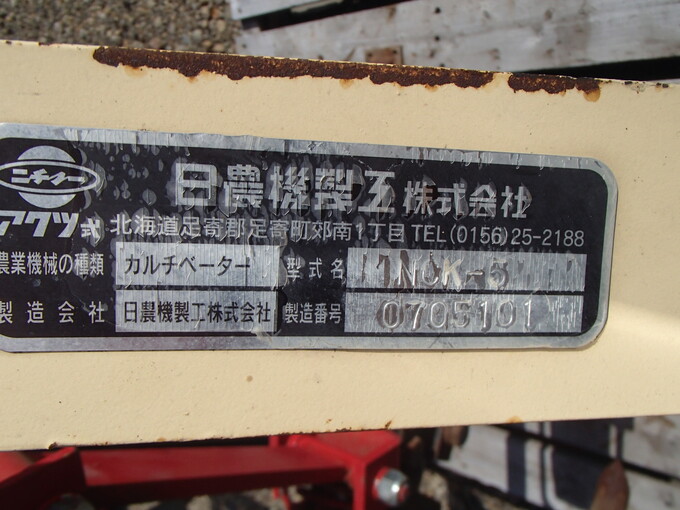 ニチノー
日農機製工株式会社
アクツ式 北海道足寄郡足寄町郊南1丁目 TEL(0156)25-2188
農業機械の種類 カルチベーター 型式名
製造会社 日農機製工株式会社 製造番号 0705101